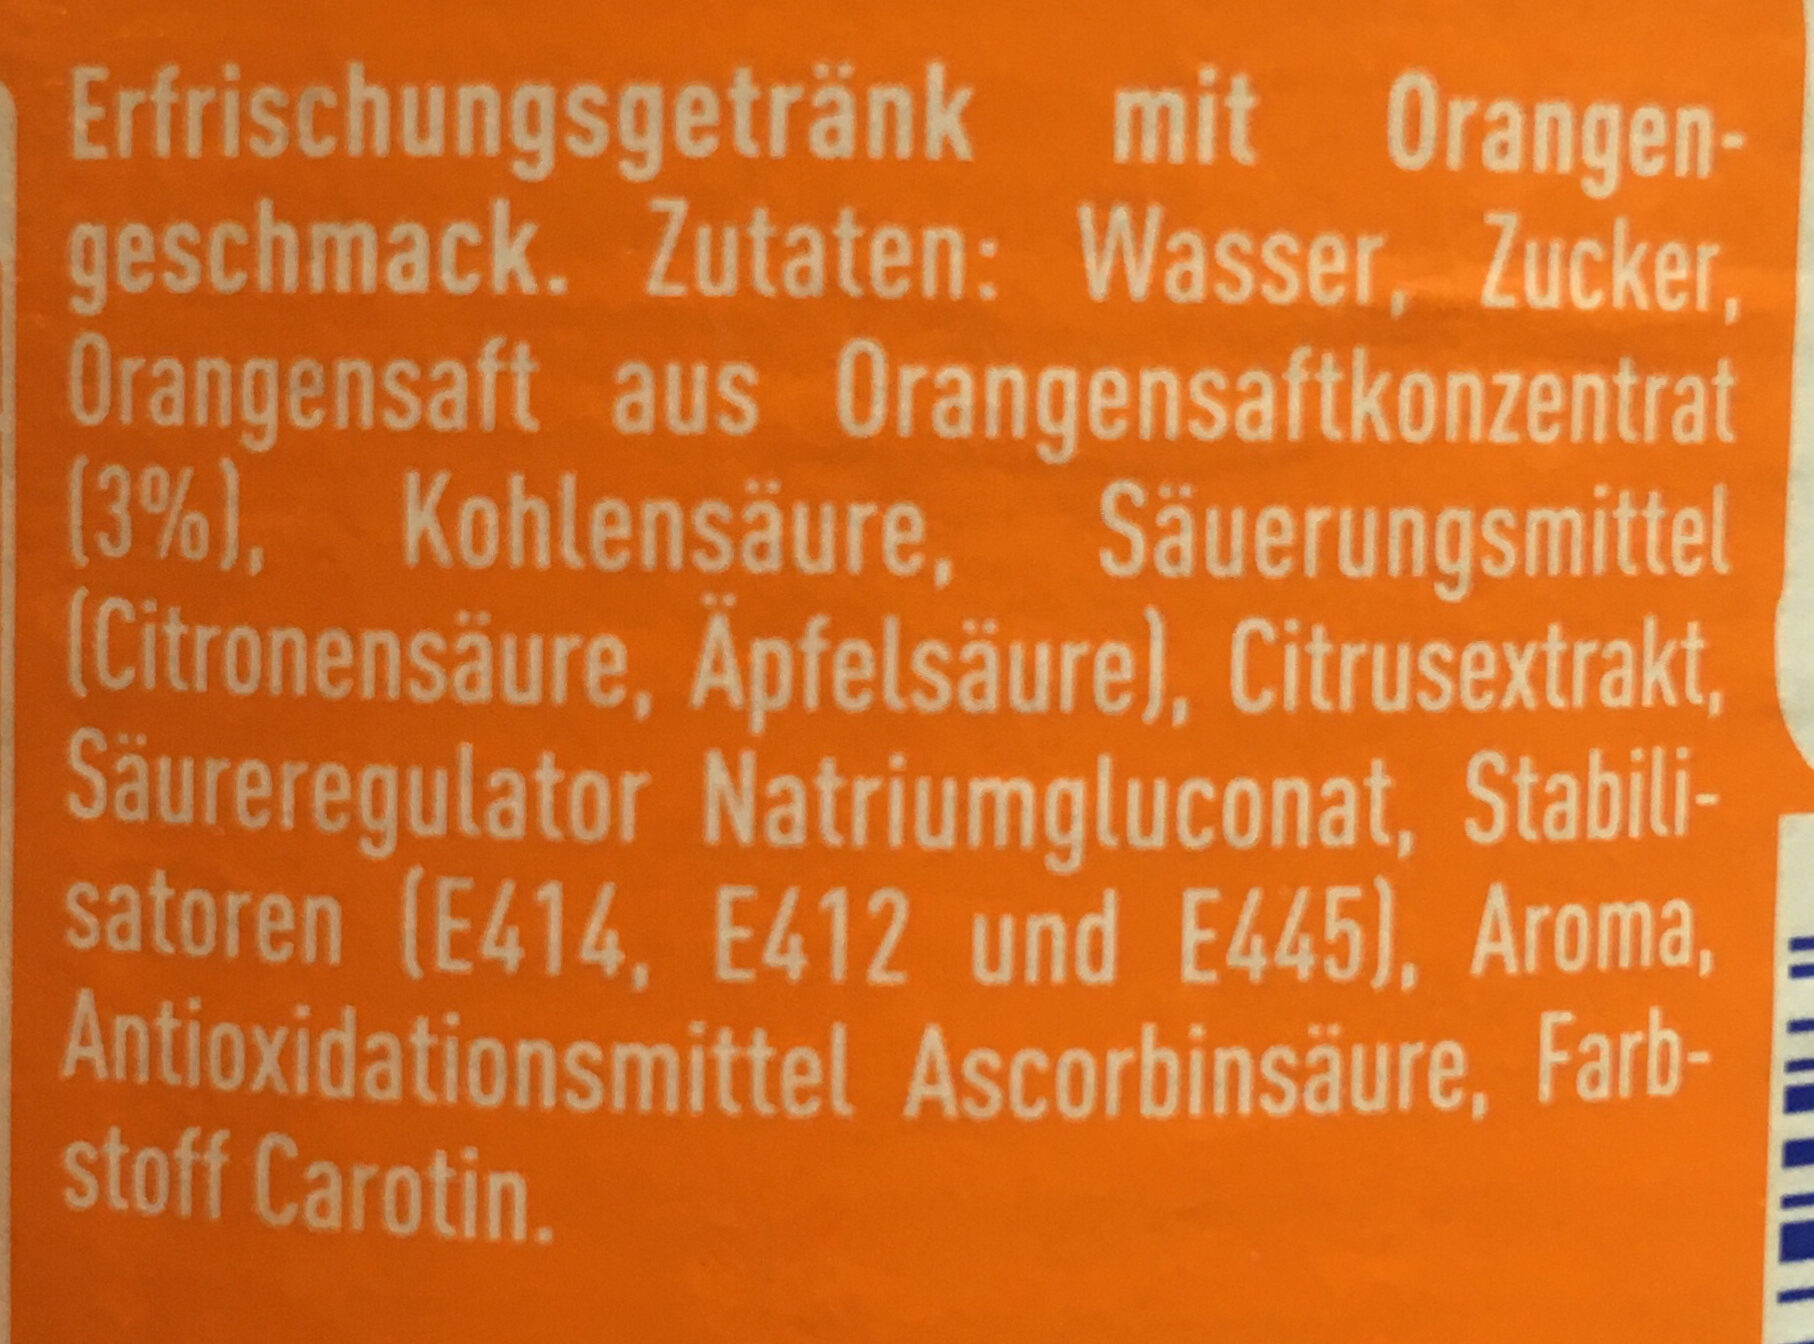 Erfrischungsgetränk mit Orangen-
geschmack. Zutaten: Wasser, Zucker,
Orangensaft aus Orangensaftkonzentrat
(3%), Kohlensäure, Säuerungsmittel
(Citronensäure, Äpfelsäure), Citrusextrakt,
Säureregulator Natriumgluconat, Stabili-
satoren (E414, E412 und E445), Aroma,
Antioxidationsmittel Ascorbinsäure, Farb-
stoff Carotin.